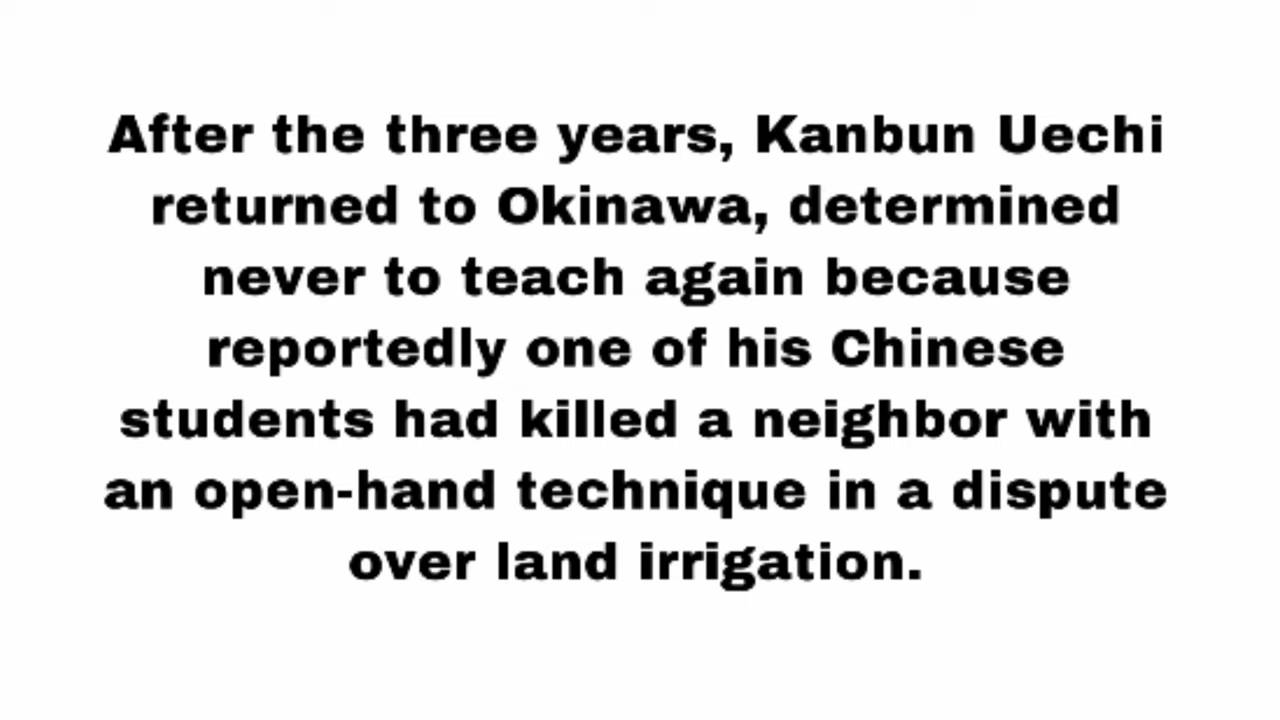 After the three years, Kanbun Uechi
returned to Okinawa, determined
never to teach again because
reportedly one of his Chinese
students had killed a neighbor with
an open-hand technique in a dispute
over land irrigation.